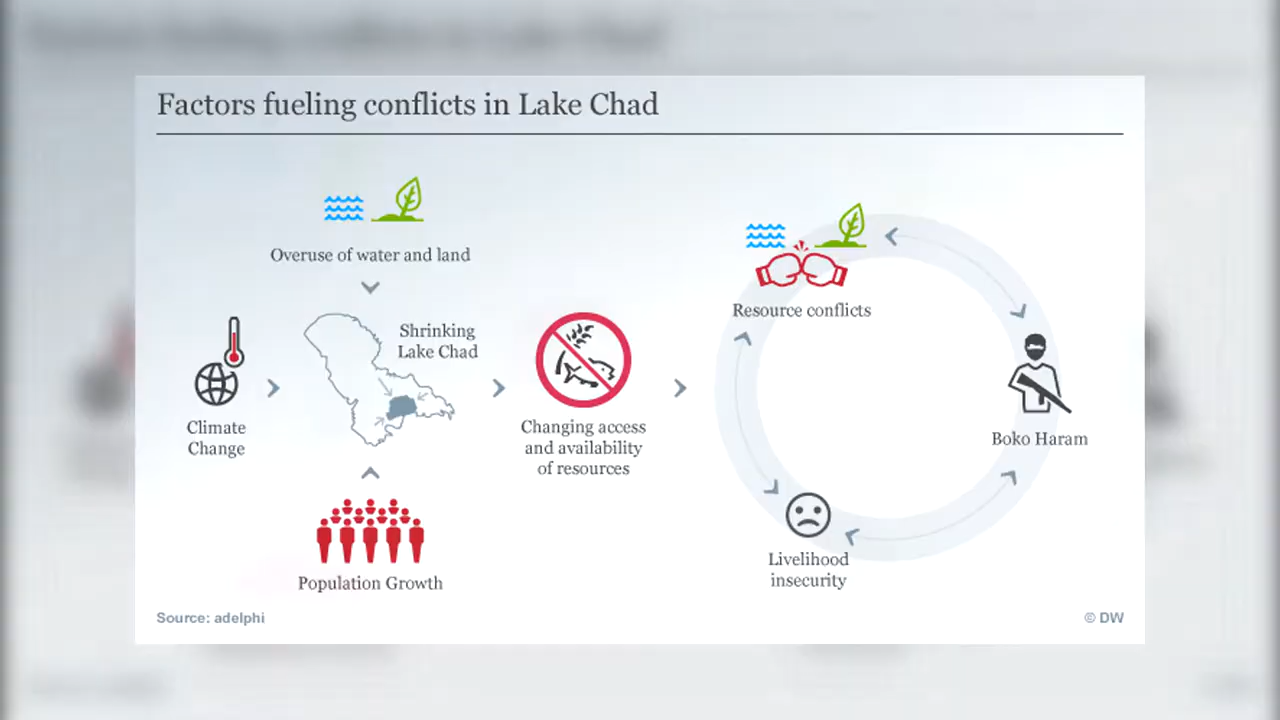 Factors fueling conflicts in Lake Chad
Overuse of water and land
Shrinking
Lake Chad
Climate
Change
Changing access
and availability
of resources
Population Growth
Resource conflicts
Boko Haram
Livelihood
insecurity
Source: adelphi
© DW